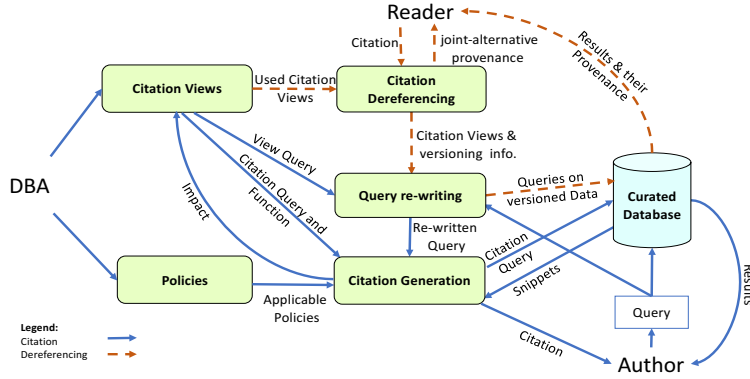 Reader
Citation
joint-alternative
provenance
Results & their
Provenance
Citation Views
Used Citation
Views
Citation
Dereferencing
Citation Views &
versioning info.
View Query
Citation Query and
Function
Impact
DBA
Query re-writing
Queries on
versioned Data
Curated
Database
Re-written
Query
Citation
Query
Snippets
Policies
Applicable
Policies
Citation Generation
Results
Query
Citation
Author
Legend:
Citation
Dereferencing